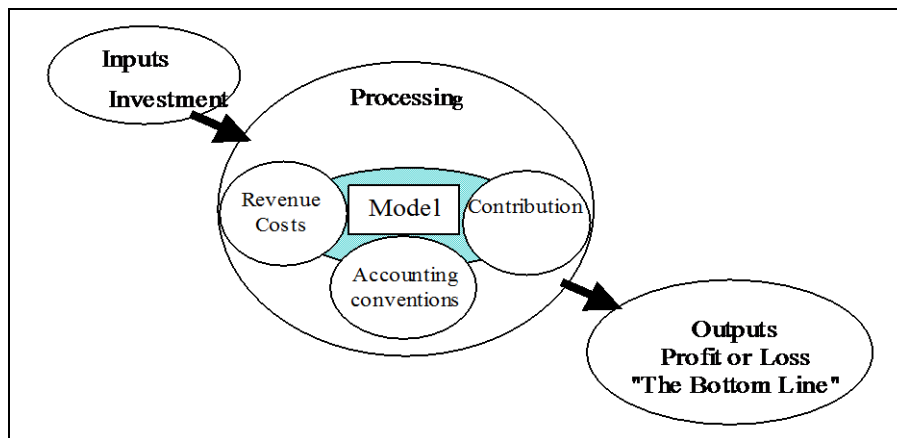 Inputs
Investment
Processing
Revenue
Costs
Model
Contribution
Accounting
conventions
Outputs
Profit or Loss
"The Bottom Line"